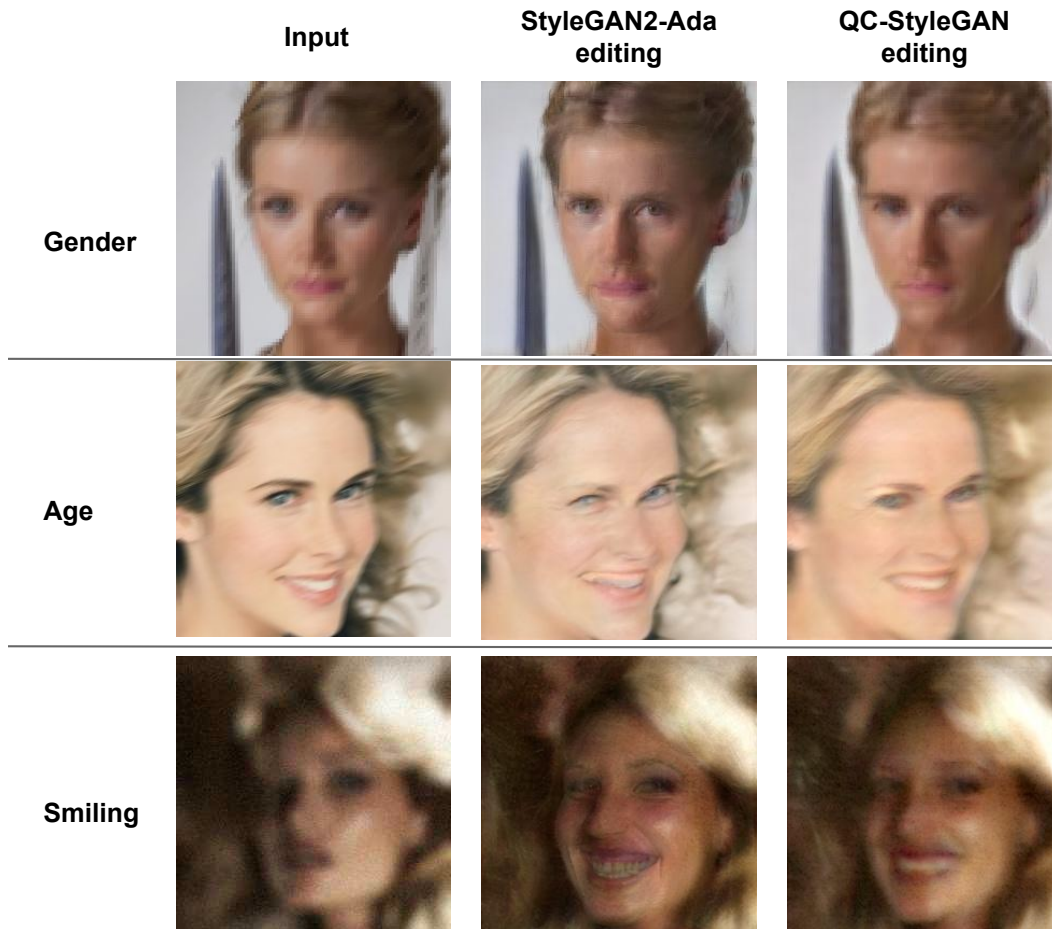 Input
StyleGAN2-Ada
editing
QC-StyleGAN
editing
Gender
Age
Smiling